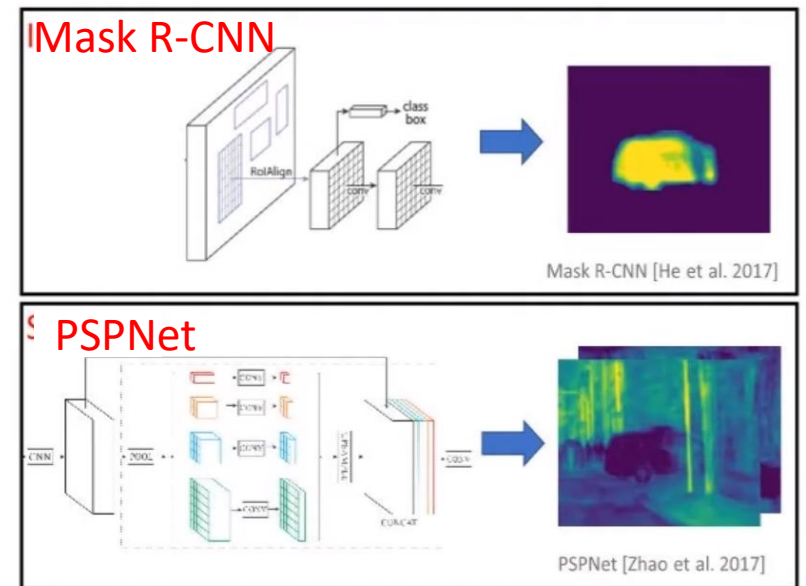 Mask R-CNN
class
box
RoIAlign
conv
conv
Mask R-CNN [He et al. 2017]
PSPNet
CNN
POOL
CONV
CONV
CONV
CONV
UPSAMPLE
CONCAT
CONV
PSPNet [Zhao et al. 2017]